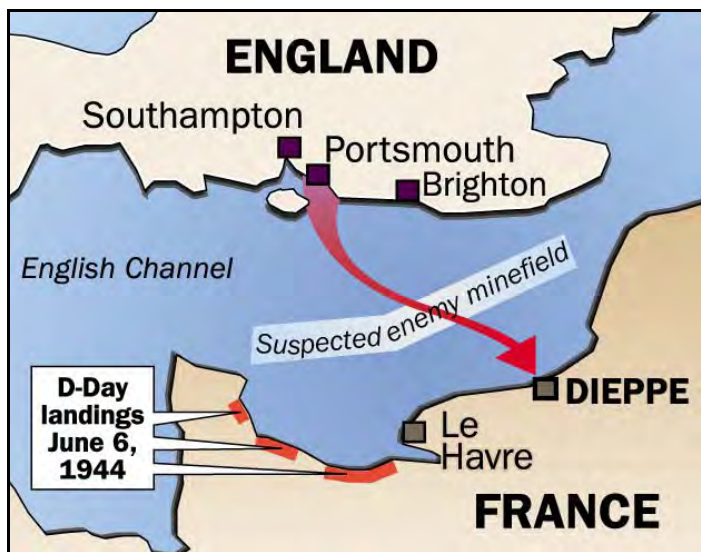 ENGLAND
Southampton
Portsmouth
Brighton
English Channel
Suspected enemy minefield
D-Day
landings
June 6,
1944
DIEPPE
Le
Havre
FRANCE